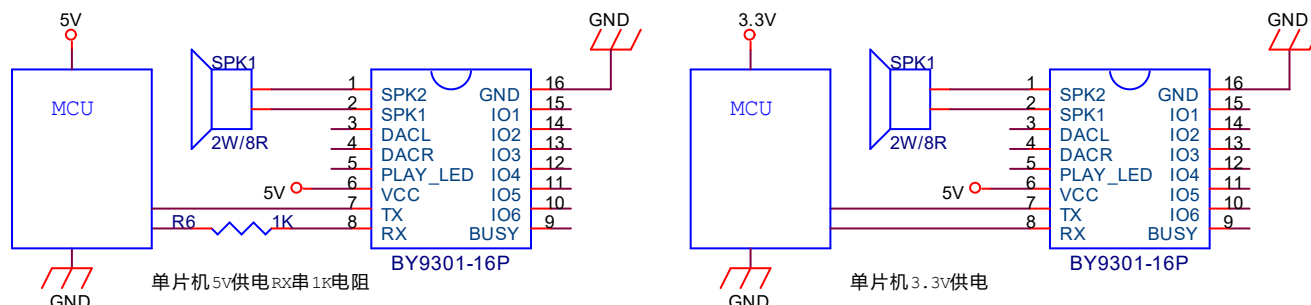 5V
MCU
GND
SPK1
2W/8R
5V
R6
1K
1
2
3
4
5
6
7
8
SPK2
SPK1
DACL
DACR
PLAY_LED
VCC
TX
RX
GND
IO1
IO2
IO3
IO4
IO5
IO6
BUSY
16
15
14
13
12
11
10
9
GND
BY9301-16P
单片机5V供电RX串1K电阻
3.3V
MCU
GND
SPK1
2W/8R
5V
1
2
3
4
5
6
7
8
SPK2
SPK1
DACL
DACR
PLAY_LED
VCC
TX
RX
GND
IO1
IO2
IO3
IO4
IO5
IO6
BUSY
16
15
14
13
12
11
10
9
GND
BY9301-16P
单片机3.3V供电